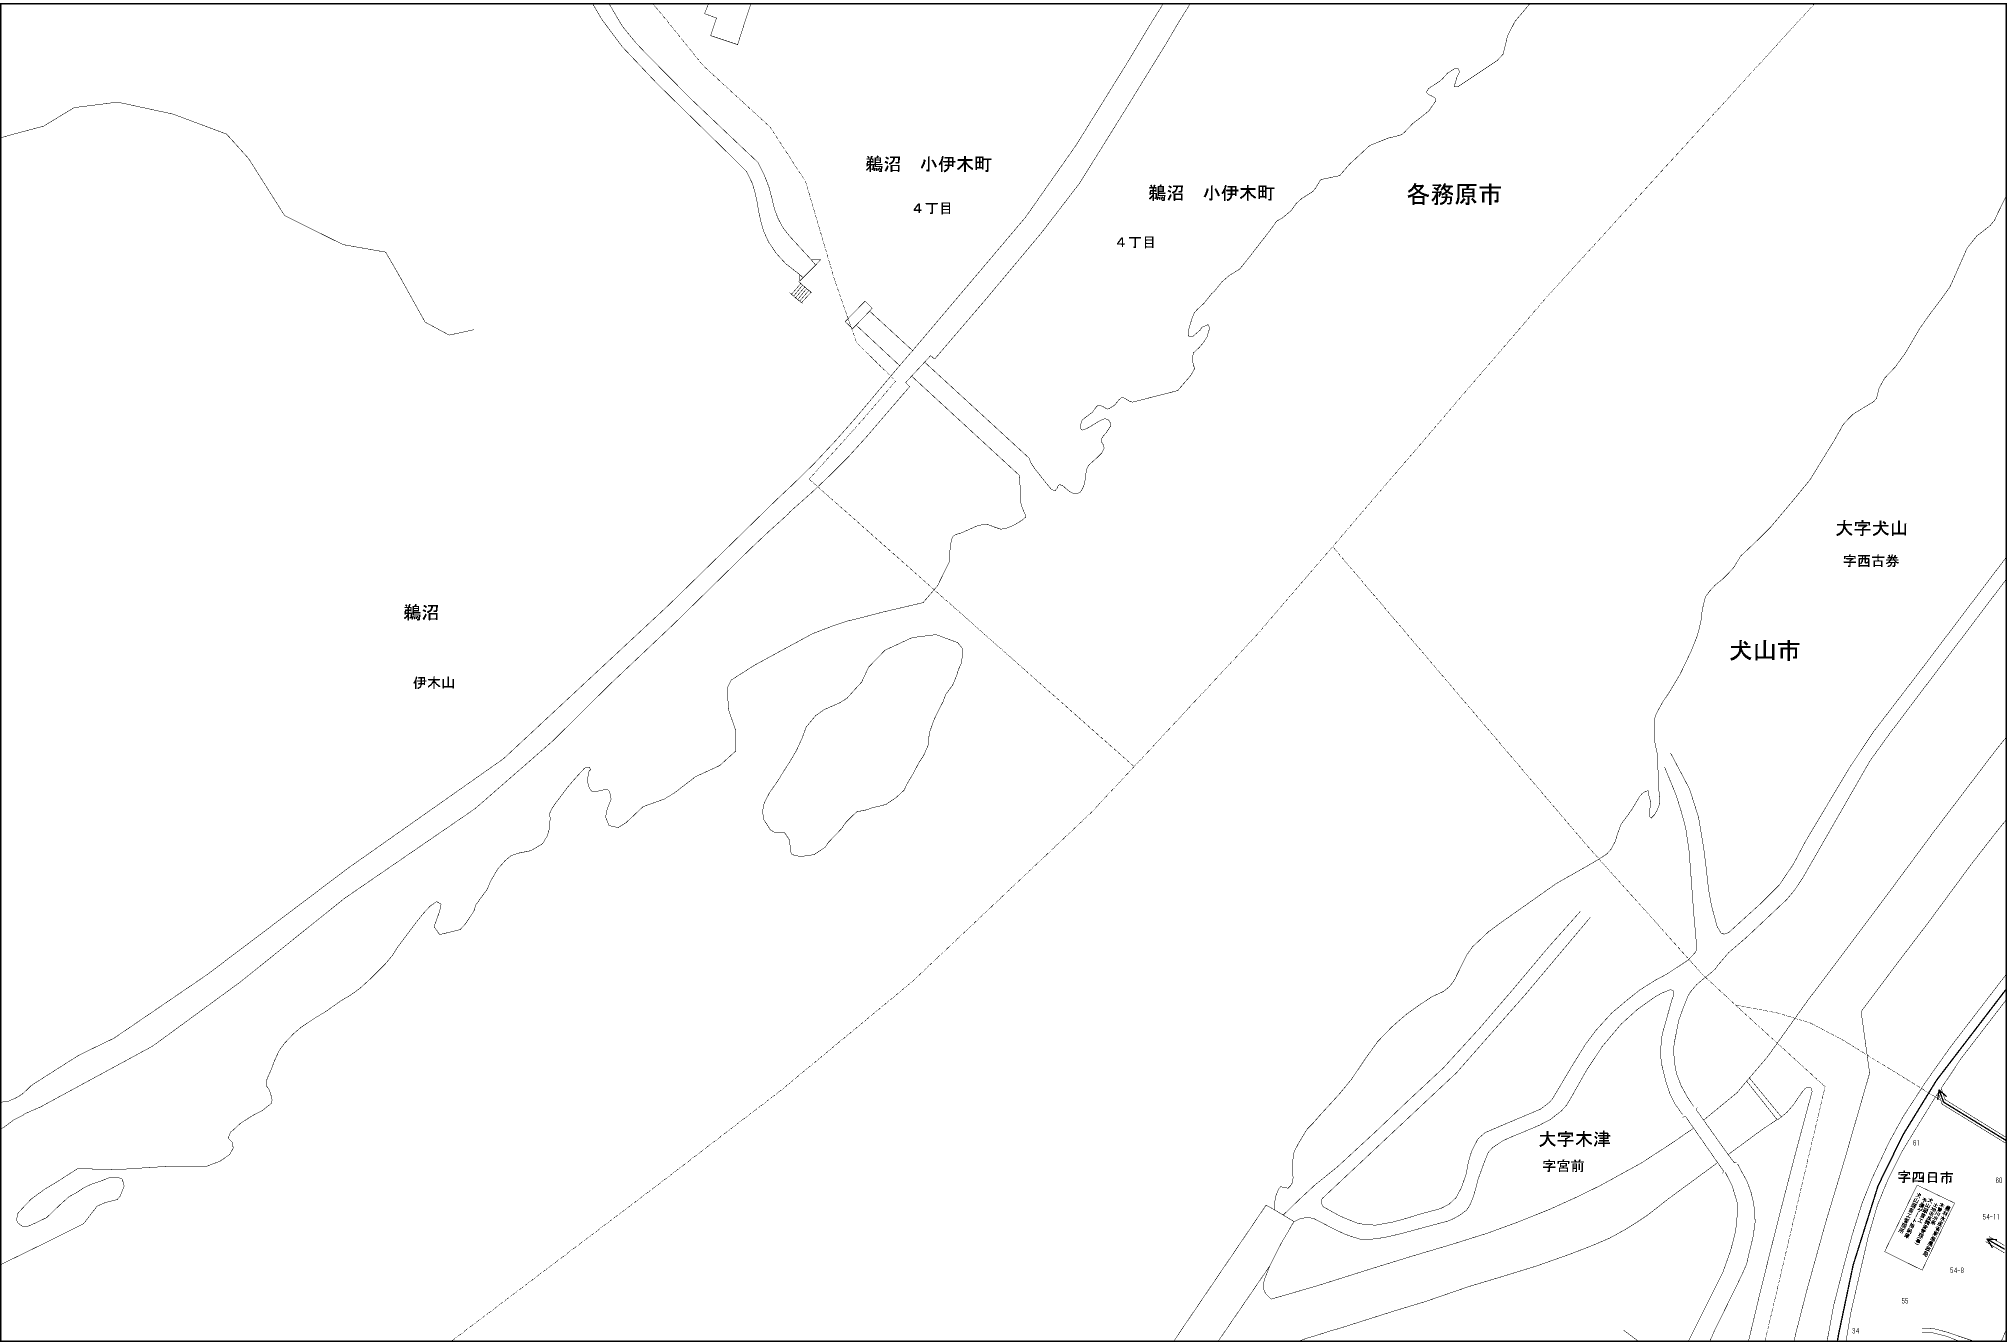 鵜沼　小伊木町
４丁目
鵜沼　小伊木町
４丁目
各務原市
大字犬山
字西古券
犬山市
鵜沼
伊木山
大字木津
字宮前
61
字四日市
60
54-11
54-8
55
34